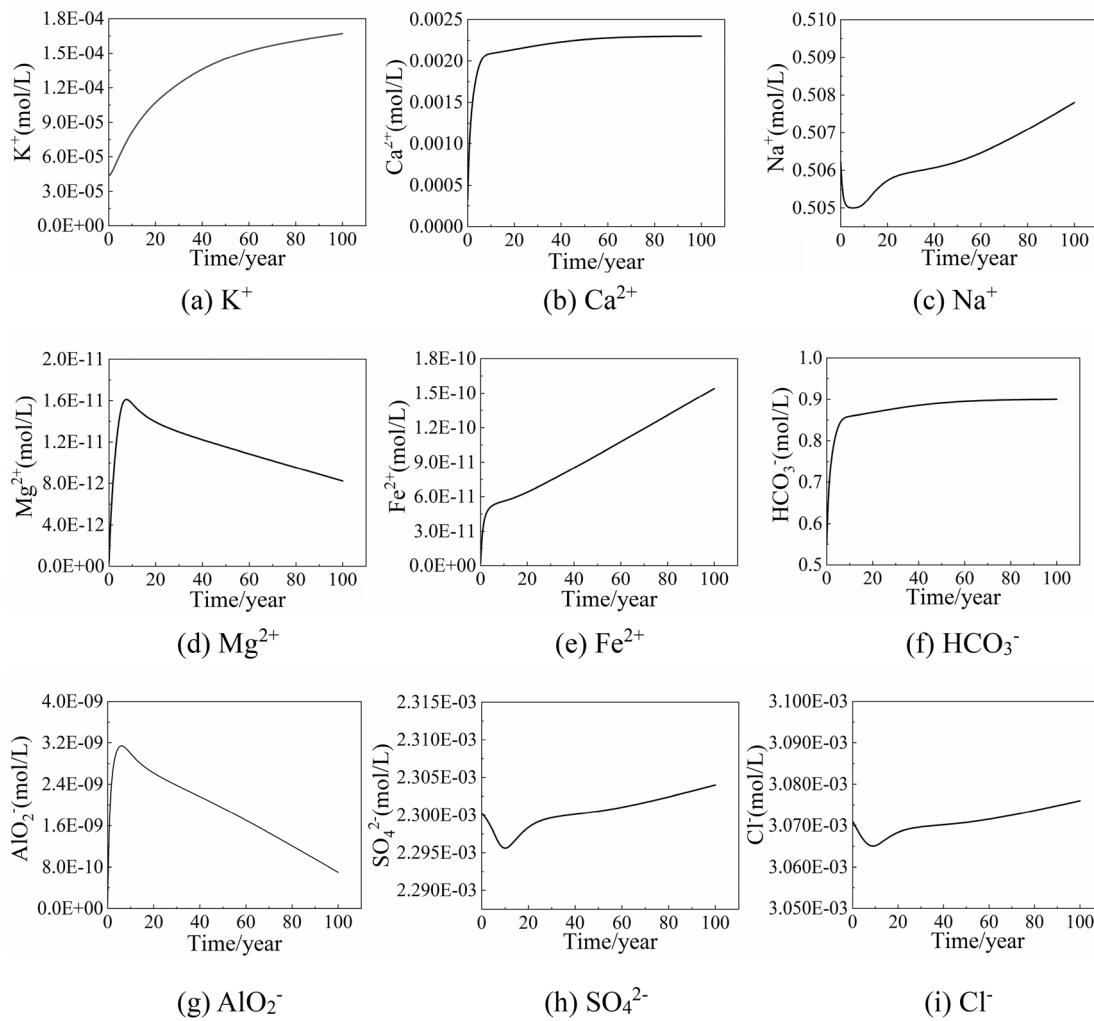 K⁺(mol/L)
1.8E-04
1.5E-04
1.2E-04
9.0E-05
6.0E-05
3.0E-05
0.0E+00
0 20 40 60 80 100
Time/year
(a) K⁺
Ca²⁺(mol/L)
0.0025
0.0020
0.0015
0.0010
0.0005
0.0000
0 20 40 60 80 100
Time/year
(b) Ca²⁺
Na⁺(mol/L)
0.510
0.509
0.508
0.507
0.506
0.505
0 20 40 60 80 100
Time/year
(c) Na⁺
Mg²⁺(mol/L)
2.0E-11
1.6E-11
1.2E-11
8.0E-12
4.0E-12
0.0E+00
0 20 40 60 80 100
Time/year
(d) Mg²⁺
Fe²⁺(mol/L)
1.8E-10
1.5E-10
1.2E-10
9.0E-11
6.0E-11
3.0E-11
0.0E+00
0 20 40 60 80 100
Time/year
(e) Fe²⁺
HCO₃⁻(mol/L)
1.0
0.9
0.8
0.7
0.6
0.5
0 20 40 60 80 100
Time/year
(f) HCO₃⁻
AlO₂⁻(mol/L)
4.0E-09
3.2E-09
2.4E-09
1.6E-09
8.0E-10
0.0E+00
0 20 40 60 80 100
Time/year
(g) AlO₂⁻
SO₄²⁻(mol/L)
2.315E-03
2.310E-03
2.305E-03
2.300E-03
2.295E-03
2.290E-03
0 20 40 60 80 100
Time/year
(h) SO₄²⁻
Cl⁻(mol/L)
3.100E-03
3.090E-03
3.080E-03
3.070E-03
3.060E-03
3.050E-03
0 20 40 60 80 100
Time/year
(i) Cl⁻